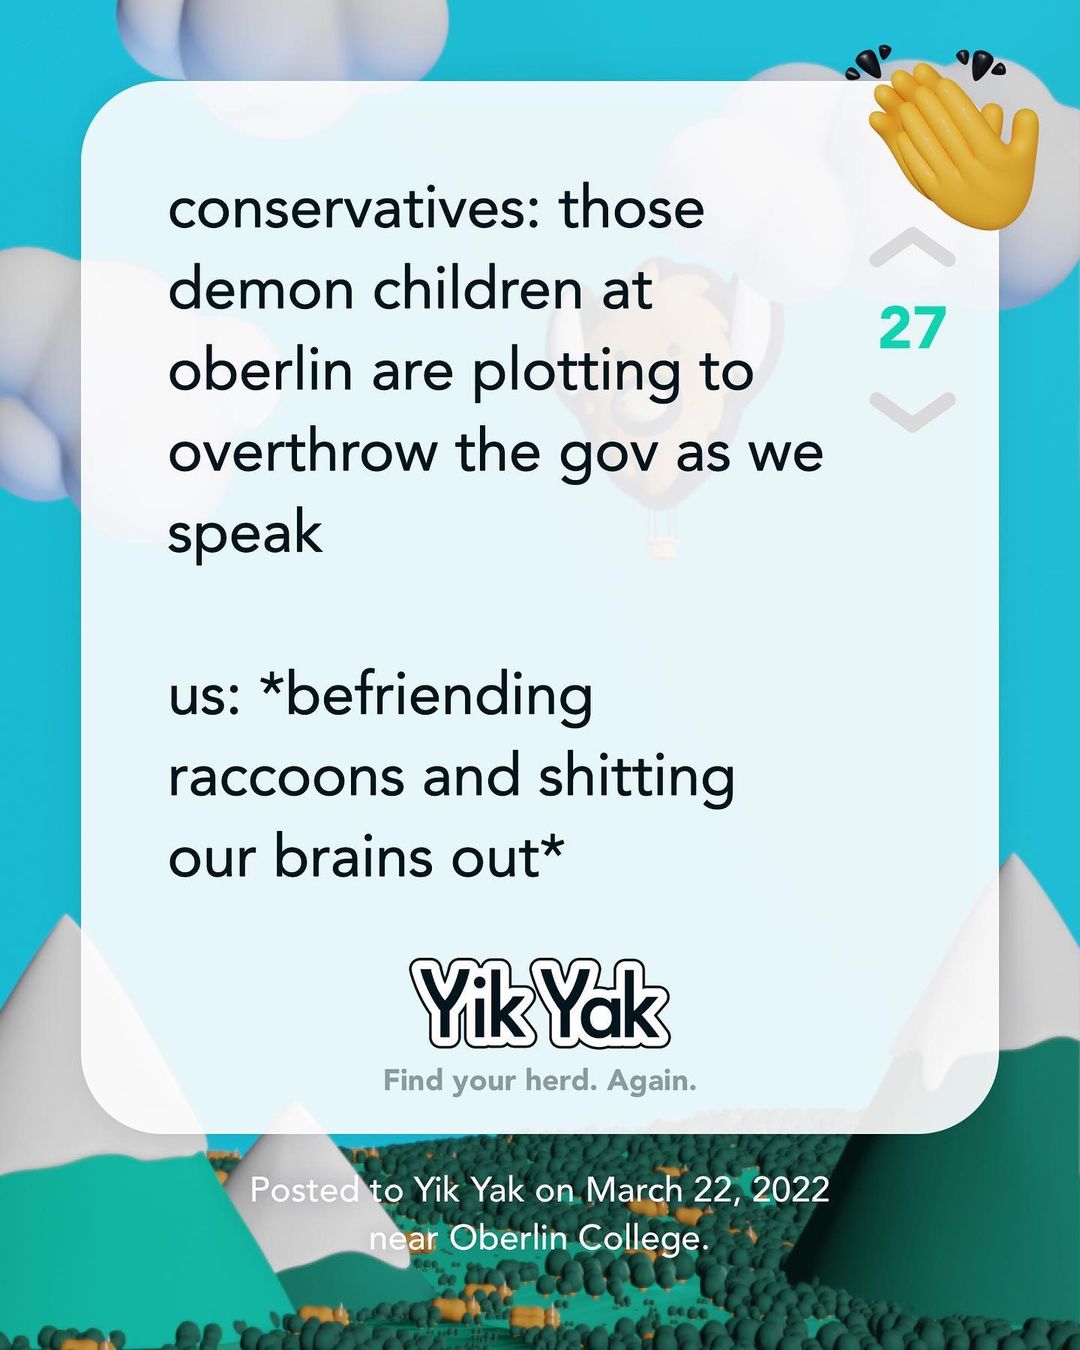 conservatives: those
demon children at
oberlin are plotting to
overthrow the gov as we
speak
us: *befriending
raccoons and shitting
our brains out*
27
Yik Yak
Find your herd. Again.
Posted to Yik Yak on March 22, 2022
near Oberlin College.